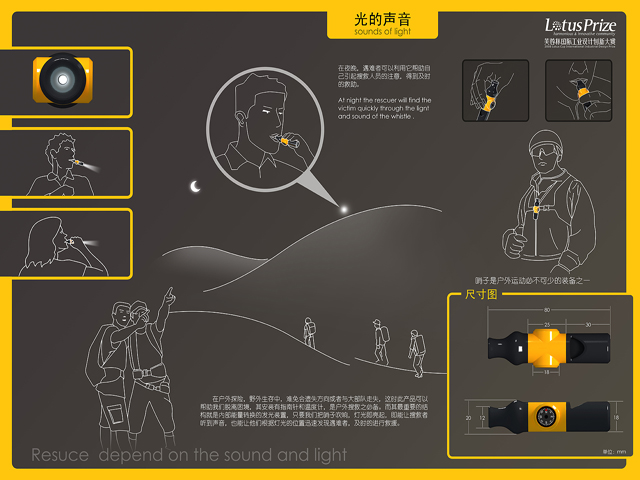 光的声音
sounds of light
LotusPrize
harmonious & innovative community
芙蓉杯国际工业设计创新大赛
在夜晚，遇难者可以利用它帮助自
己引起搜救人员的注意，得到及时
的救助。
At night the rescuer will find the
victim quickly through the light
and sound of the whistle .
哨子是户外运动必不可少的装备之一
尺寸图
80
25
30
18
20
12
18
单位：mm
在户外探险，野外生存中，难免会遗失方向或者与大部队走失，这时此产品可以
帮助我们脱离困境，其安装有指南针和温度计，是户外搜救之必备。而其最重要的结
构就是内部能量转换的发光装置，只要我们把哨子吹响，灯光即亮起，即能让搜救者
听到声音，也能让他们根据灯光的位置迅速发现遇难者，及时的进行救援。
Resuce depend on the sound and light